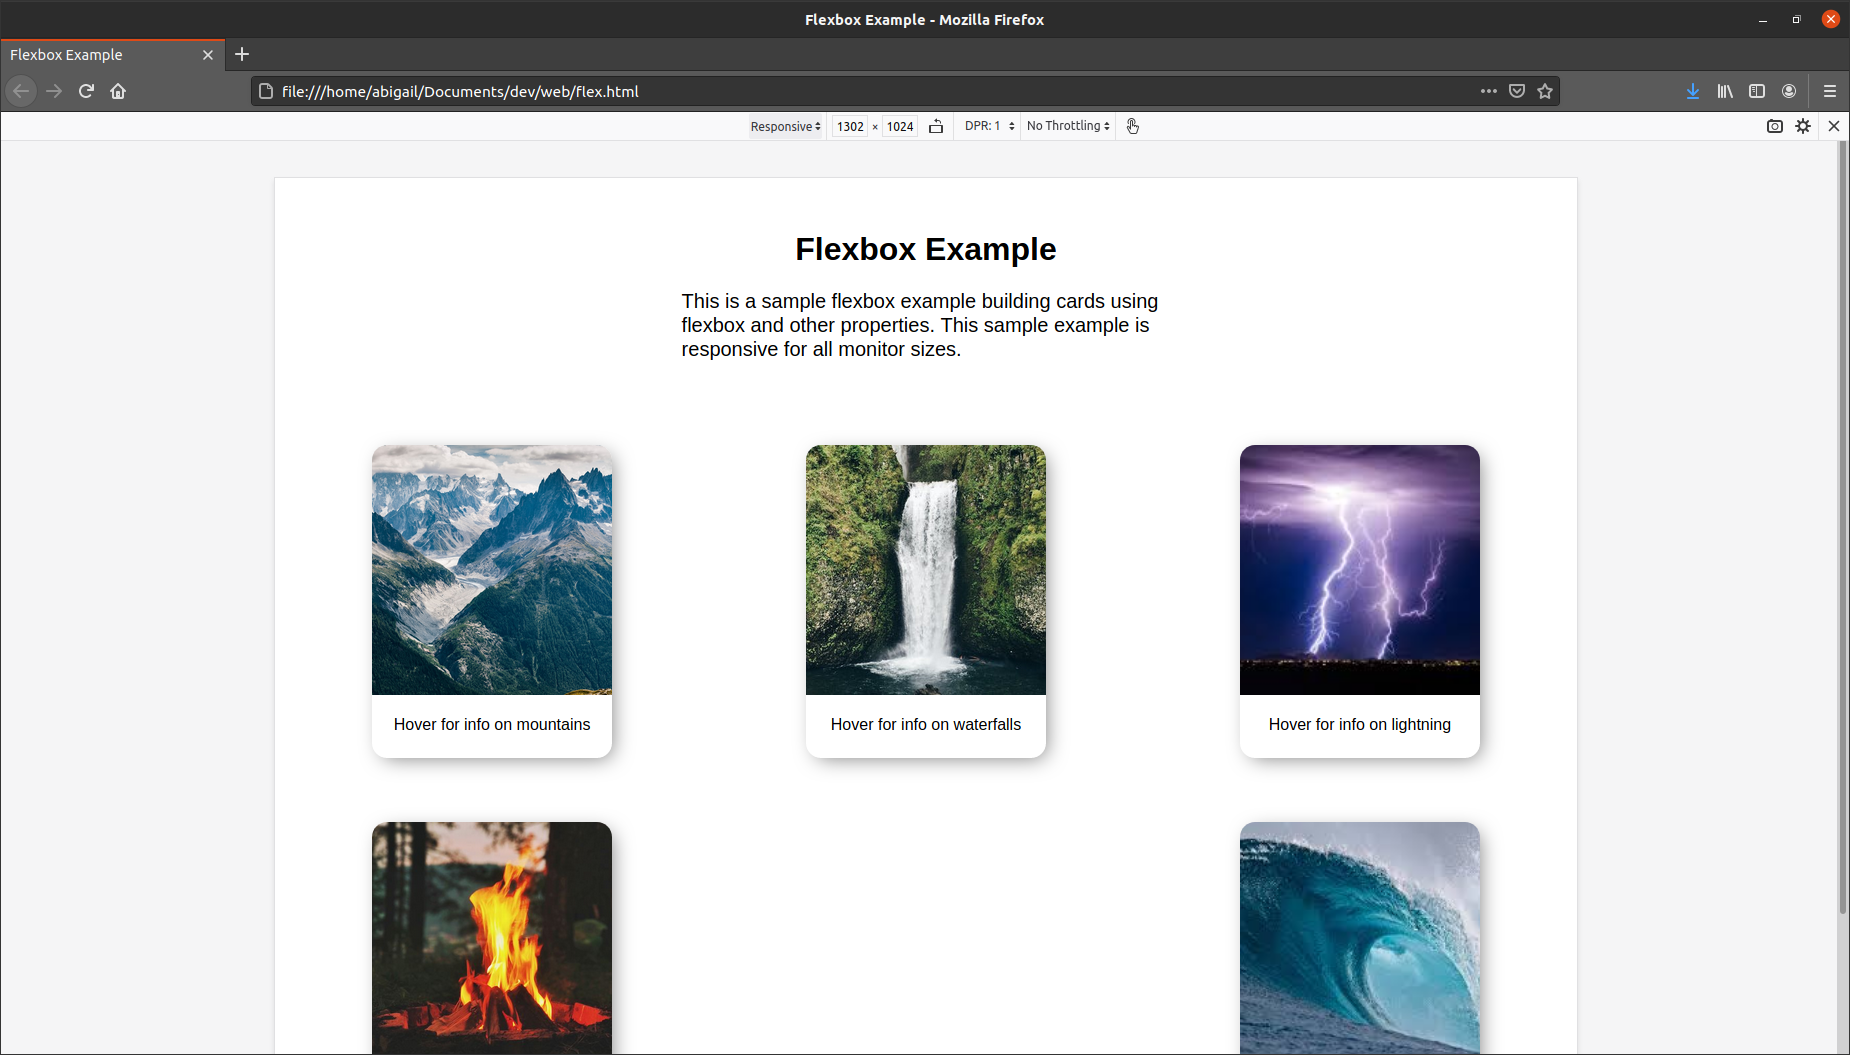 Flexbox Example - Mozilla Firefox
Flexbox Example
file:///home/abigail/Documents/dev/web/flex.html
Responsive 1302 × 1024 DPR: 1 No Throttling
Flexbox Example
This is a sample flexbox example building cards using
flexbox and other properties. This sample example is
responsive for all monitor sizes.
Hover for info on mountains
Hover for info on waterfalls
Hover for info on lightning